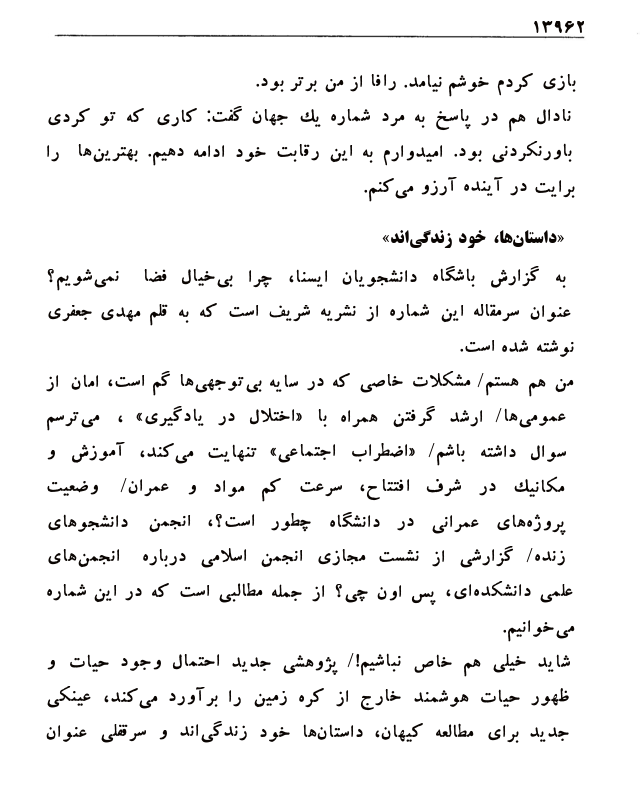 ۱۳۹۶۲
بازی کردم خوشم نیامد. رافا از من برتر بود.
نادال هم در پاسخ به مرد شماره یك جهان گفت: کاری که تو کردی
باورنکردنی بود. امیدوارم به این رقابت خود ادامه دهیم. بهترین‌ها را
برایت در آینده آرزو می‌کنم.
«داستان‌ها، خود زندگی‌اند»
به گزارش باشگاه دانشجویان ایسنا، چرا بی‌خیال فضا نمی‌شویم؟
عنوان سرمقاله این شماره از نشریه شریف است که به قلم مهدی جعفری
نوشته شده است.
من هم هستم/ مشکلات خاصی که در سایه بی‌توجهی‌ها گم است، امان از
عمومی‌ها/ ارشد گرفتن همراه با «اختلال در یادگیری» ، می‌ترسم
سوال داشته باشم/ «اضطراب اجتماعی» تنهایت می‌کند، آموزش و
مکانیك در شرف افتتاح، سرعت کم مواد و عمران/ وضعیت
پروژه‌های عمرانی در دانشگاه چطور است؟، انجمن دانشجوهای
زنده/ گزارشی از نشست مجازی انجمن اسلامی درباره انجمن‌های
علمی دانشکده‌ای، پس اون چی؟ از جمله مطالبی است که در این شماره
می‌خوانیم.
شاید خیلی هم خاص نباشیم!/ پژوهشی جدید احتمال وجود حیات و
ظهور حیات هوشمند خارج از کره زمین را برآورد می‌کند، عینکی
جدید برای مطالعه کیهان، داستان‌ها خود زندگی‌اند و سرقفلی عنوان